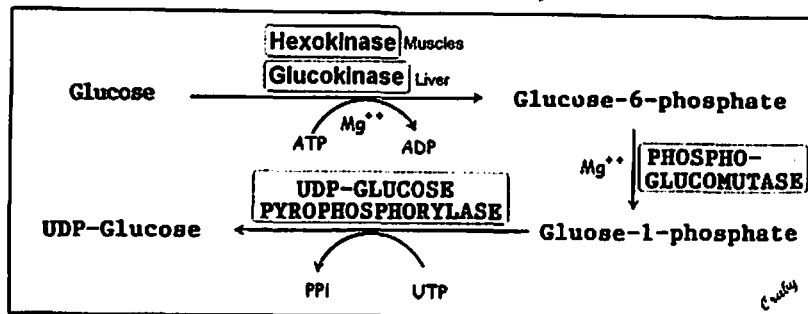 Hexokinase Muscles
Glucokinase Liver
Glucose
Glucose-6-phosphate
ATP Mg++ ADP
Mg++ PHOSPHO-
GLUCOMUTASE
UDP-GLUCOSE
PYROPHOSPHORYLASE
UDP-Glucose
Gluose-1-phosphate
PPi UTP